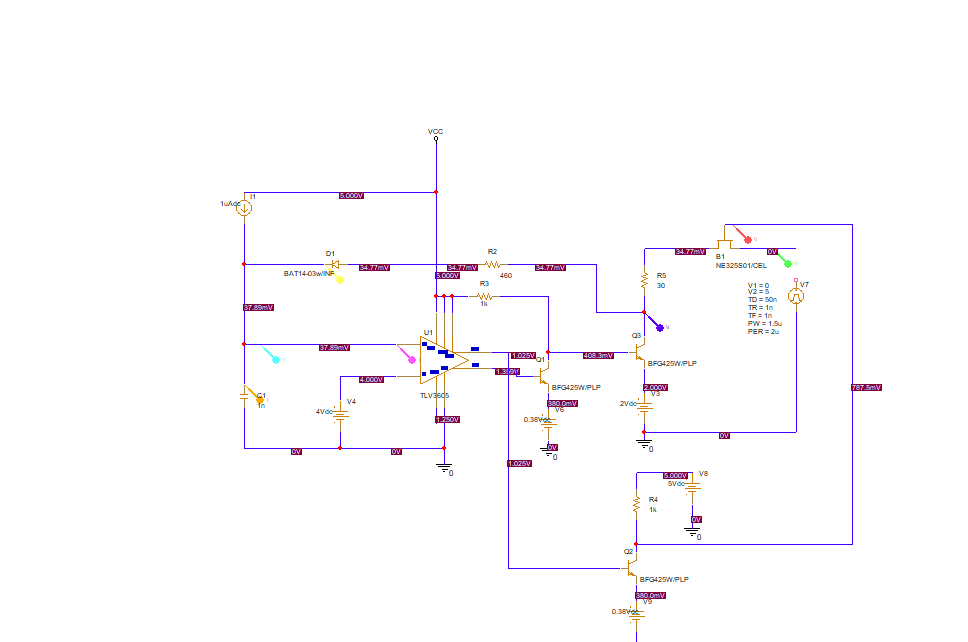 VCC
I1
1uAdc
5.000V
D1
BAT14-03w/INF
34.77mV
34.77mV
R2
460
34.77mV
5.000V
R3
1k
34.77mV
B1
NE325S01/CEL
0V
V7
V1 = 0
V2 = 5
TD = 50n
TR = 1n
TF = 1n
PW = 1.5u
PER = 2u
R5
30
37.89mV
U1
37.89mV
TLV3605
4.000V
V4
4Vdc
C1
1n
1.250V
0V
0V
0
1.025V
Q1
BFG425W/PLP
380.0mV
V6
0.38Vdc
0V
0
408.3mV
Q3
BFG425W/PLP
2.000V
V3
2Vdc
0
0V
787.5mV
1.025V
5.000V
V8
5Vdc
0V
0
R4
1k
Q2
BFG425W/PLP
380.0mV
V9
0.38Vdc